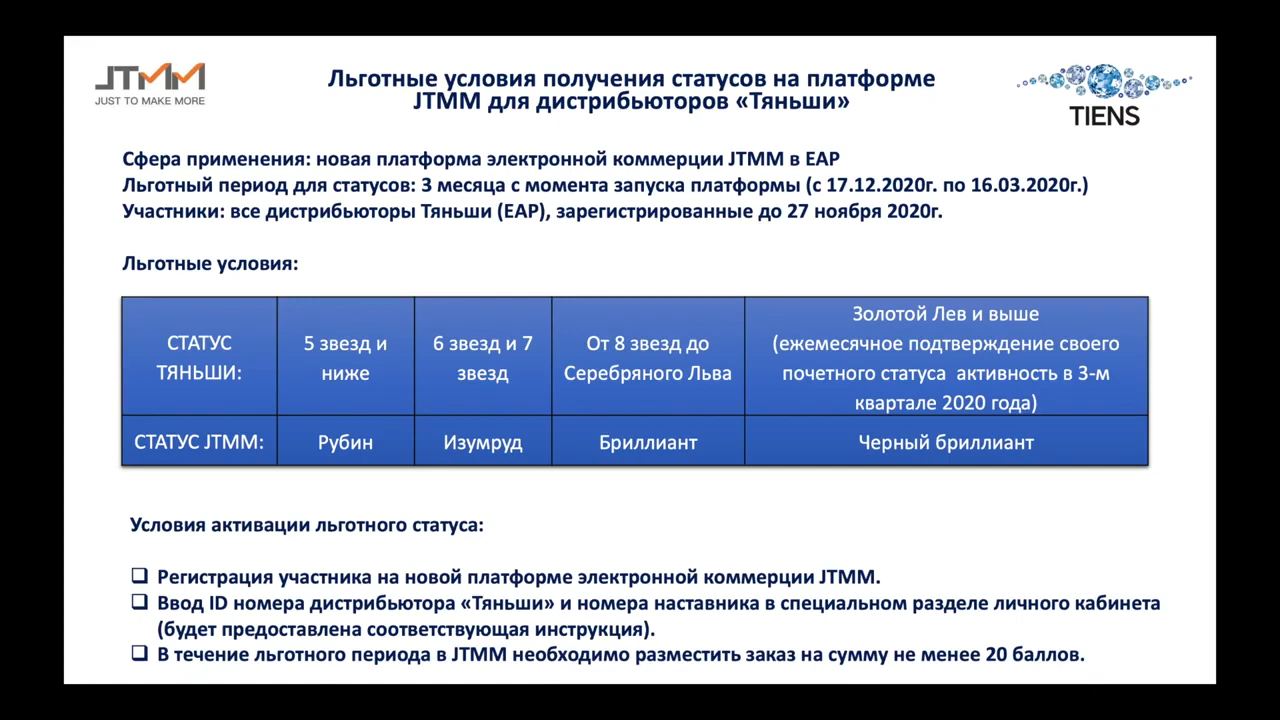 JTMM
JUST TO MAKE MORE
Льготные условия получения статусов на платформе
JTMM для дистрибьюторов «Тяньши»
TIENS
Сфера применения: новая платформа электронной коммерции JTMM в ЕАР
Льготный период для статусов: 3 месяца с момента запуска платформы (с 17.12.2020г. по 16.03.2020г.)
Участники: все дистрибьюторы Тяньши (ЕАР), зарегистрированные до 27 ноября 2020г.
Льготные условия:
СТАТУС
ТЯНЬШИ:
5 звезд и
ниже
6 звезд и 7
звезд
От 8 звезд до
Серебряного Льва
Золотой Лев и выше
(ежемесячное подтверждение своего
почетного статуса активность в 3-м
квартале 2020 года)
СТАТУС JTMM:
Рубин
Изумруд
Бриллиант
Черный бриллиант
Условия активации льготного статуса:
❑ Регистрация участника на новой платформе электронной коммерции JTMM.
❑ Ввод ID номера дистрибьютора «Тяньши» и номера наставника в специальном разделе личного кабинета
(будет предоставлена соответствующая инструкция).
❑ В течение льготного периода в JTMM необходимо разместить заказ на сумму не менее 20 баллов.